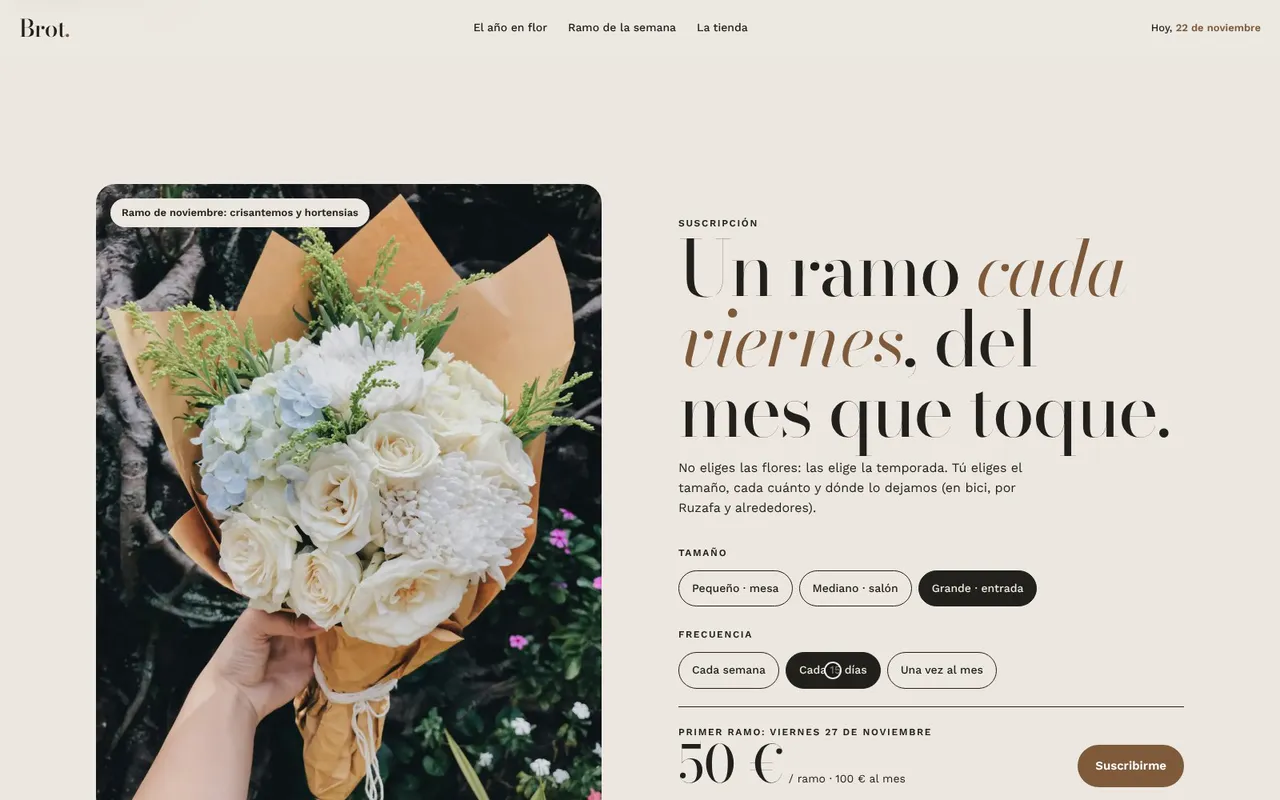 Brot.
El año en flor
Ramo de la semana
La tienda
Hoy, 22 de noviembre
Ramo de noviembre: crisantemos y hortensias
SUSCRIPCIÓN
Un ramo cada
viernes, del
mes que toque.
No eliges las flores: las elige la temporada. Tú eliges el
tamaño, cada cuánto y dónde lo dejamos (en bici, por
Ruzafa y alrededores).
TAMAÑO
Pequeño · mesa
Mediano · salón
Grande · entrada
FRECUENCIA
Cada semana
Cada 15 días
Una vez al mes
PRIMER RAMO: VIERNES 27 DE NOVIEMBRE
50 € / ramo · 100 € al mes
Suscribirme